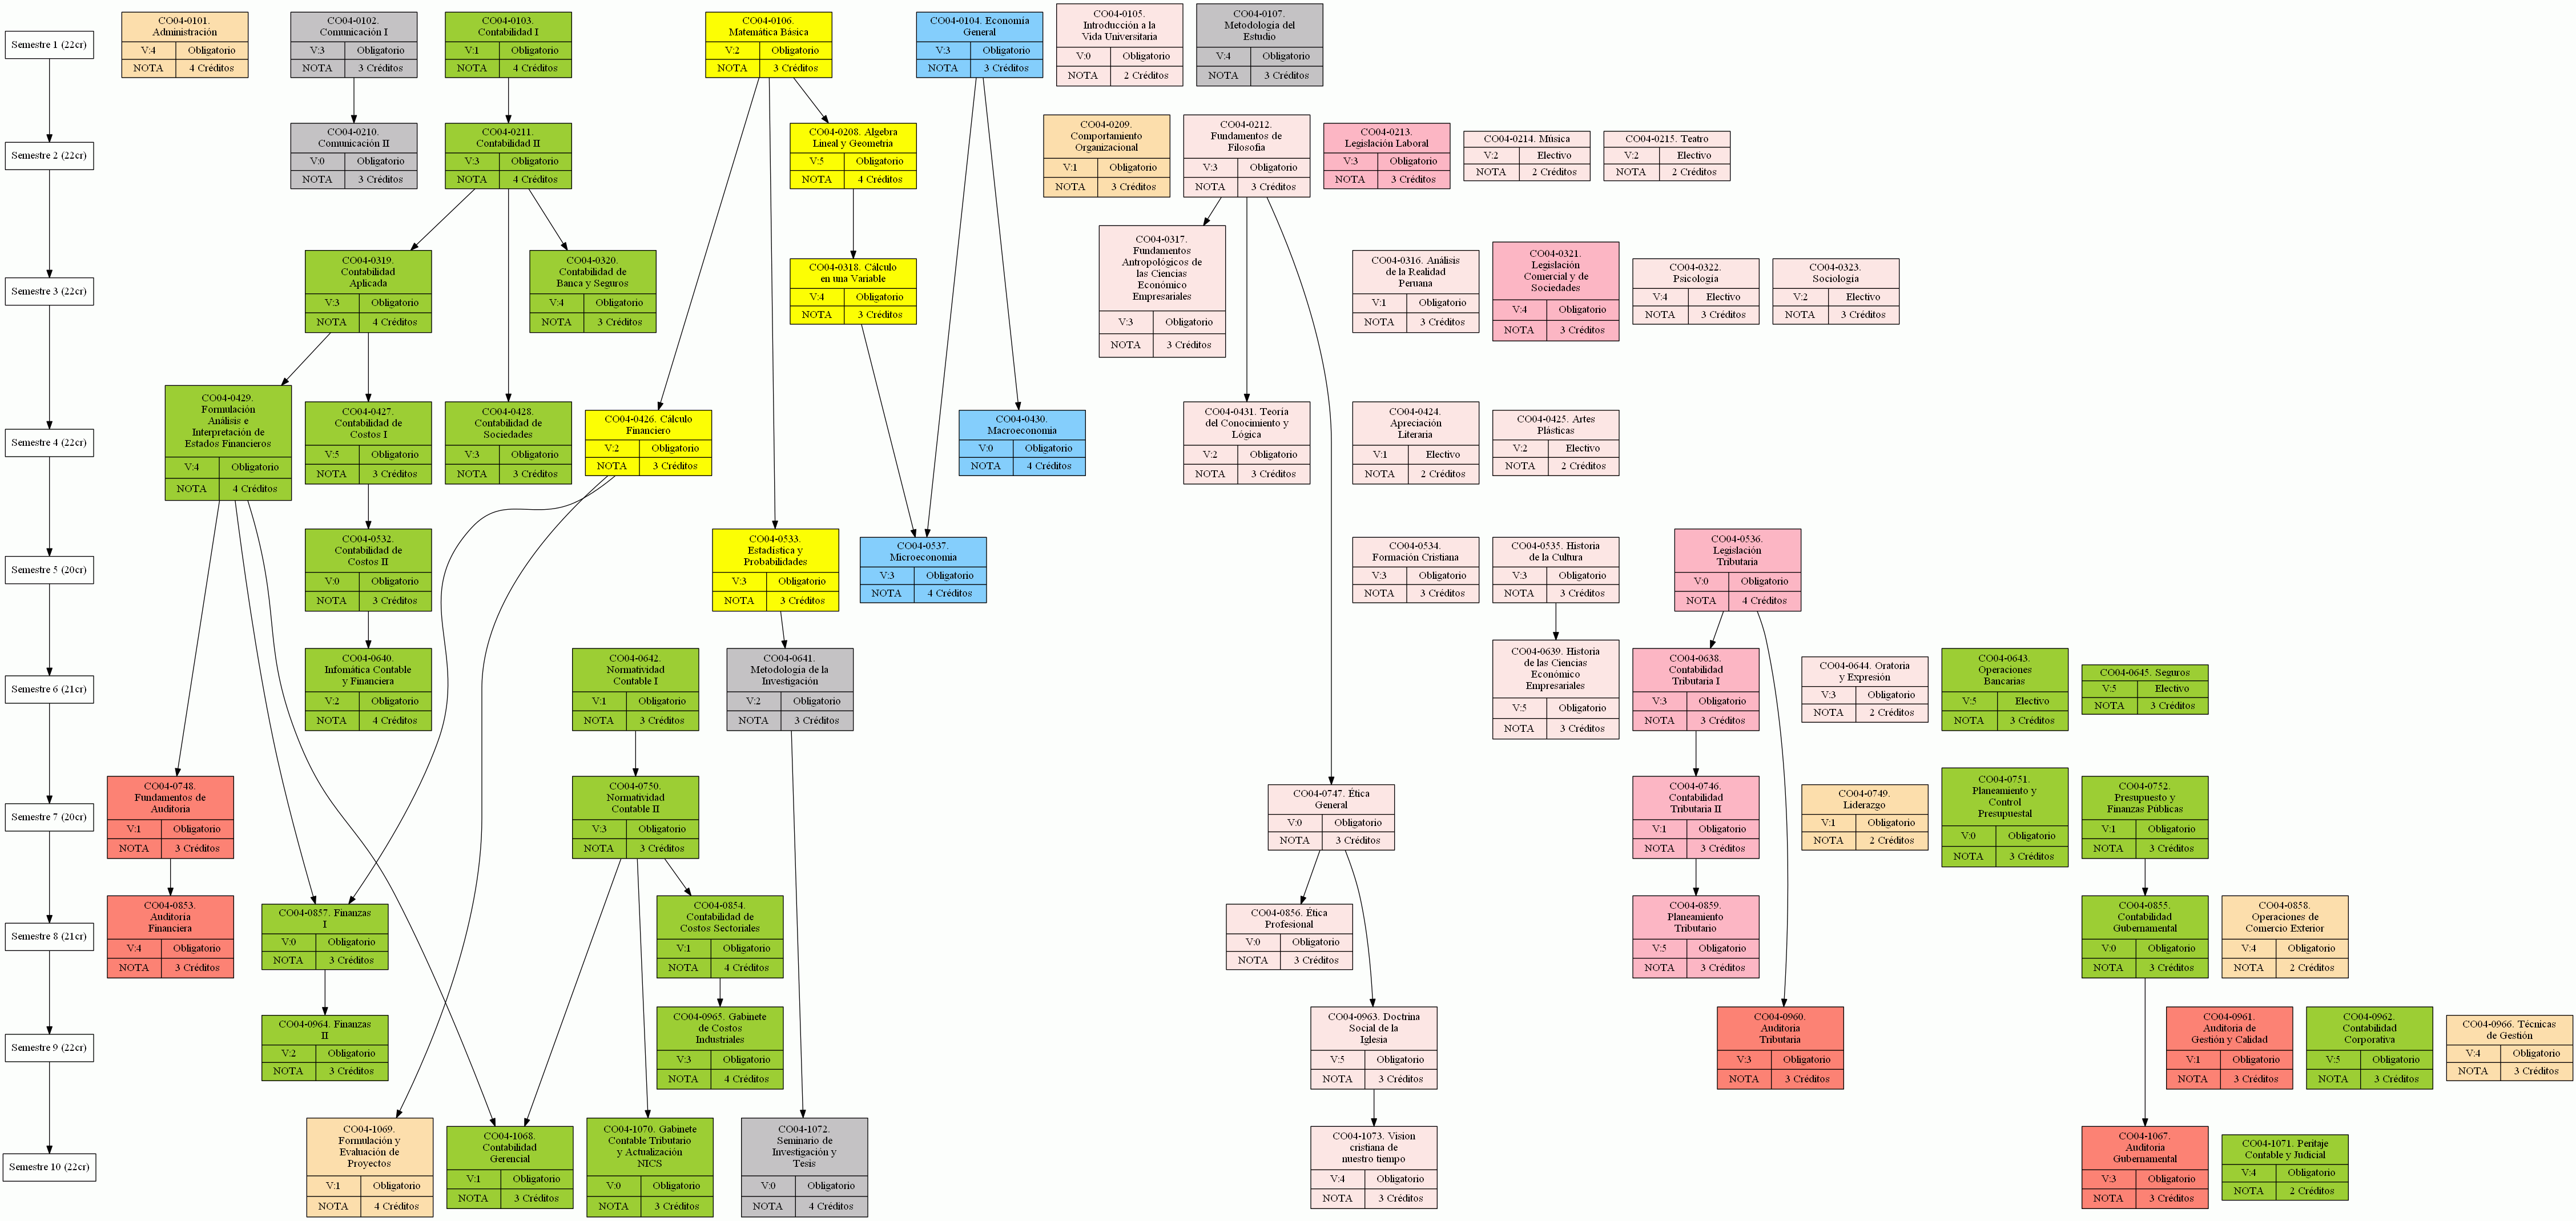 Semestre 1 (22cr)
CO04-0101.
Administración
V:4 Obligatorio
NOTA 4 Créditos
CO04-0102.
Comunicación I
V:3 Obligatorio
NOTA 3 Créditos
CO04-0103.
Contabilidad I
V:1 Obligatorio
NOTA 4 Créditos
CO04-0106.
Matemática Básica
V:2 Obligatorio
NOTA 3 Créditos
CO04-0104. Economía
General
V:3 Obligatorio
NOTA 3 Créditos
CO04-0105.
Introducción a la
Vida Universitaria
V:0 Obligatorio
NOTA 2 Créditos
CO04-0107.
Metodología del
Estudio
V:4 Obligatorio
NOTA 3 Créditos
Semestre 2 (22cr)
CO04-0210.
Comunicación II
V:0 Obligatorio
NOTA 3 Créditos
CO04-0211.
Contabilidad II
V:3 Obligatorio
NOTA 4 Créditos
CO04-0208. Algebra
Lineal y Geometría
V:5 Obligatorio
NOTA 4 Créditos
CO04-0209.
Comportamiento
Organizacional
V:1 Obligatorio
NOTA 3 Créditos
CO04-0212.
Fundamentos de
Filosofía
V:3 Obligatorio
NOTA 3 Créditos
CO04-0213.
Legislación Laboral
V:3 Obligatorio
NOTA 3 Créditos
CO04-0214. Música
V:2 Electivo
NOTA 2 Créditos
CO04-0215. Teatro
V:2 Electivo
NOTA 2 Créditos
Semestre 3 (22cr)
CO04-0319.
Contabilidad
Aplicada
V:3 Obligatorio
NOTA 4 Créditos
CO04-0320.
Contabilidad de
Banca y Seguros
V:4 Obligatorio
NOTA 3 Créditos
CO04-0318. Cálculo
en una Variable
V:4 Obligatorio
NOTA 3 Créditos
CO04-0317.
Fundamentos
Antropológicos de
las Ciencias
Económico
Empresariales
V:3 Obligatorio
NOTA 3 Créditos
CO04-0316. Análisis
de la Realidad
Peruana
V:1 Obligatorio
NOTA 3 Créditos
CO04-0321.
Legislación
Comercial y de
Sociedades
V:4 Obligatorio
NOTA 3 Créditos
CO04-0322.
Psicología
V:4 Electivo
NOTA 3 Créditos
CO04-0323.
Sociología
V:2 Electivo
NOTA 3 Créditos
Semestre 4 (22cr)
CO04-0429.
Formulación
Análisis e
Interpretación de
Estados Financieros
V:4 Obligatorio
NOTA 4 Créditos
CO04-0427.
Contabilidad de
Costos I
V:5 Obligatorio
NOTA 3 Créditos
CO04-0428.
Contabilidad de
Sociedades
V:3 Obligatorio
NOTA 3 Créditos
CO04-0426. Cálculo
Financiero
V:2 Obligatorio
NOTA 3 Créditos
CO04-0430.
Macroeconomía
V:0 Obligatorio
NOTA 4 Créditos
CO04-0431. Teoría
del Conocimiento y
Lógica
V:2 Obligatorio
NOTA 3 Créditos
CO04-0424.
Apreciación
Literaria
V:1 Electivo
NOTA 2 Créditos
CO04-0425. Artes
Plásticas
V:2 Electivo
NOTA 2 Créditos
Semestre 5 (20cr)
CO04-0532.
Contabilidad de
Costos II
V:0 Obligatorio
NOTA 3 Créditos
CO04-0533.
Estadística y
Probabilidades
V:3 Obligatorio
NOTA 3 Créditos
CO04-0537.
Microeconomía
V:3 Obligatorio
NOTA 4 Créditos
CO04-0534.
Formación Cristiana
V:3 Obligatorio
NOTA 3 Créditos
CO04-0535. Historia
de la Cultura
V:3 Obligatorio
NOTA 3 Créditos
CO04-0536.
Legislación
Tributaria
V:0 Obligatorio
NOTA 4 Créditos
Semestre 6 (21cr)
CO04-0640.
Infomática Contable
y Financiera
V:2 Obligatorio
NOTA 4 Créditos
CO04-0642.
Normatividad
Contable I
V:1 Obligatorio
NOTA 3 Créditos
CO04-0641.
Metodología de la
Investigación
V:2 Obligatorio
NOTA 3 Créditos
CO04-0639. Historia
de las Ciencias
Económico
Empresariales
V:5 Obligatorio
NOTA 3 Créditos
CO04-0638.
Contabilidad
Tributaria I
V:3 Obligatorio
NOTA 3 Créditos
CO04-0644. Oratoria
y Expresión
V:3 Obligatorio
NOTA 2 Créditos
CO04-0643.
Operaciones
Bancarias
V:5 Electivo
NOTA 3 Créditos
CO04-0645. Seguros
V:5 Electivo
NOTA 3 Créditos
Semestre 7 (20cr)
CO04-0748.
Fundamentos de
Auditoría
V:1 Obligatorio
NOTA 3 Créditos
CO04-0750.
Normatividad
Contable II
V:3 Obligatorio
NOTA 3 Créditos
CO04-0747. Ética
General
V:0 Obligatorio
NOTA 3 Créditos
CO04-0746.
Contabilidad
Tributaria II
V:1 Obligatorio
NOTA 3 Créditos
CO04-0749.
Liderazgo
V:1 Obligatorio
NOTA 2 Créditos
CO04-0751.
Planeamiento y
Control
Presupuestal
V:0 Obligatorio
NOTA 3 Créditos
CO04-0752.
Presupuesto y
Finanzas Públicas
V:1 Obligatorio
NOTA 3 Créditos
Semestre 8 (21cr)
CO04-0853.
Auditoría
Financiera
V:4 Obligatorio
NOTA 3 Créditos
CO04-0857. Finanzas
I
V:0 Obligatorio
NOTA 3 Créditos
CO04-0854.
Contabilidad de
Costos Sectoriales
V:1 Obligatorio
NOTA 4 Créditos
CO04-0856. Ética
Profesional
V:0 Obligatorio
NOTA 3 Créditos
CO04-0859.
Planeamiento
Tributario
V:5 Obligatorio
NOTA 3 Créditos
CO04-0855.
Contabilidad
Gubernamental
V:0 Obligatorio
NOTA 3 Créditos
CO04-0858.
Operaciones de
Comercio Exterior
V:4 Obligatorio
NOTA 2 Créditos
Semestre 9 (22cr)
CO04-0964. Finanzas
II
V:2 Obligatorio
NOTA 3 Créditos
CO04-0965. Gabinete
de Costos
Industriales
V:3 Obligatorio
NOTA 4 Créditos
CO04-0963. Doctrina
Social de la
Iglesia
V:5 Obligatorio
NOTA 3 Créditos
CO04-0960.
Auditoría
Tributaria
V:3 Obligatorio
NOTA 3 Créditos
CO04-0961.
Auditoría de
Gestión y Calidad
V:1 Obligatorio
NOTA 3 Créditos
CO04-0962.
Contabilidad
Corporativa
V:5 Obligatorio
NOTA 3 Créditos
CO04-0966. Técnicas
de Gestión
V:4 Obligatorio
NOTA 3 Créditos
Semestre 10 (22cr)
CO04-1069.
Formulación y
Evaluación de
Proyectos
V:1 Obligatorio
NOTA 4 Créditos
CO04-1068.
Contabilidad
Gerencial
V:1 Obligatorio
NOTA 3 Créditos
CO04-1070. Gabinete
Contable Tributario
y Actualización
NICS
V:0 Obligatorio
NOTA 3 Créditos
CO04-1072.
Seminario de
Investigación y
Tesis
V:0 Obligatorio
NOTA 4 Créditos
CO04-1073. Vision
cristiana de
nuestro tiempo
V:4 Obligatorio
NOTA 3 Créditos
CO04-1067.
Auditoría
Gubernamental
V:3 Obligatorio
NOTA 3 Créditos
CO04-1071. Peritaje
Contable y Judicial
V:4 Obligatorio
NOTA 2 Créditos